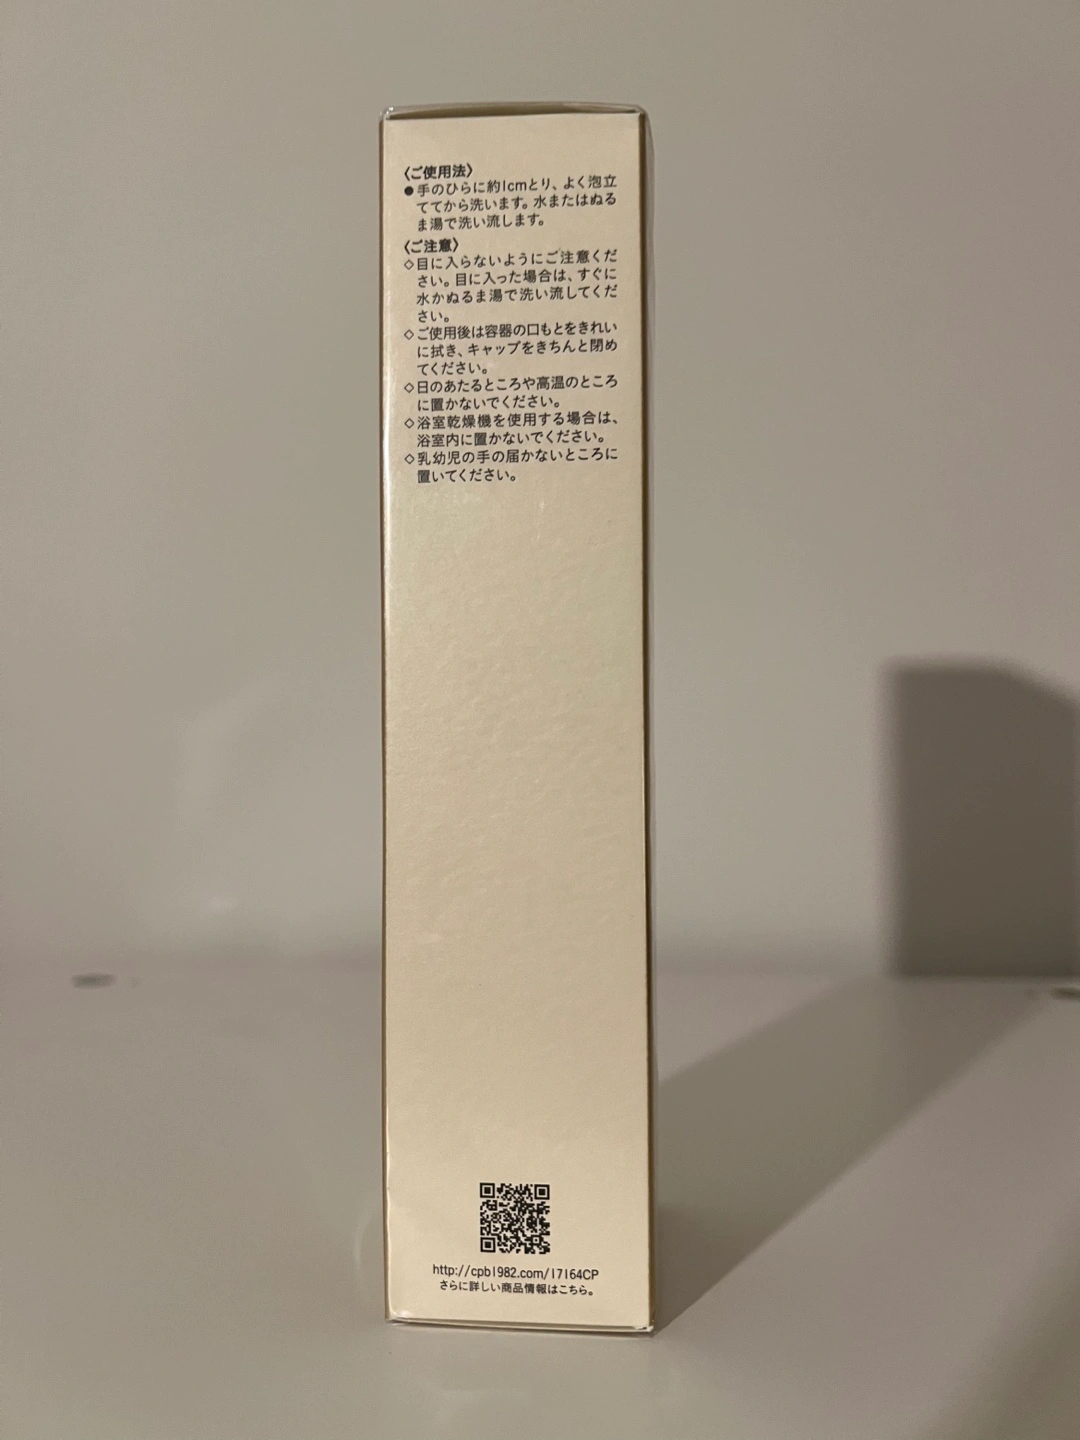 〈ご使用法〉
●手のひらに約1cmとり、よく泡立
ててから洗います。水またはぬる
ま湯で洗い流します。
〈ご注意〉
◇目に入らないようにご注意くだ
さい。目に入った場合は、すぐに
水かぬるま湯で洗い流してくだ
さい。
◇ご使用後は容器の口もとをきれい
に拭き、キャップをきちんと閉め
てください。
◇日のあたるところや高温のところ
に置かないでください。
◇浴室乾燥機を使用する場合は、
浴室内に置かないでください。
◇乳幼児の手の届かないところに
置いてください。
http://cpb1982.com/17164CP
さらに詳しい商品情報はこちら。